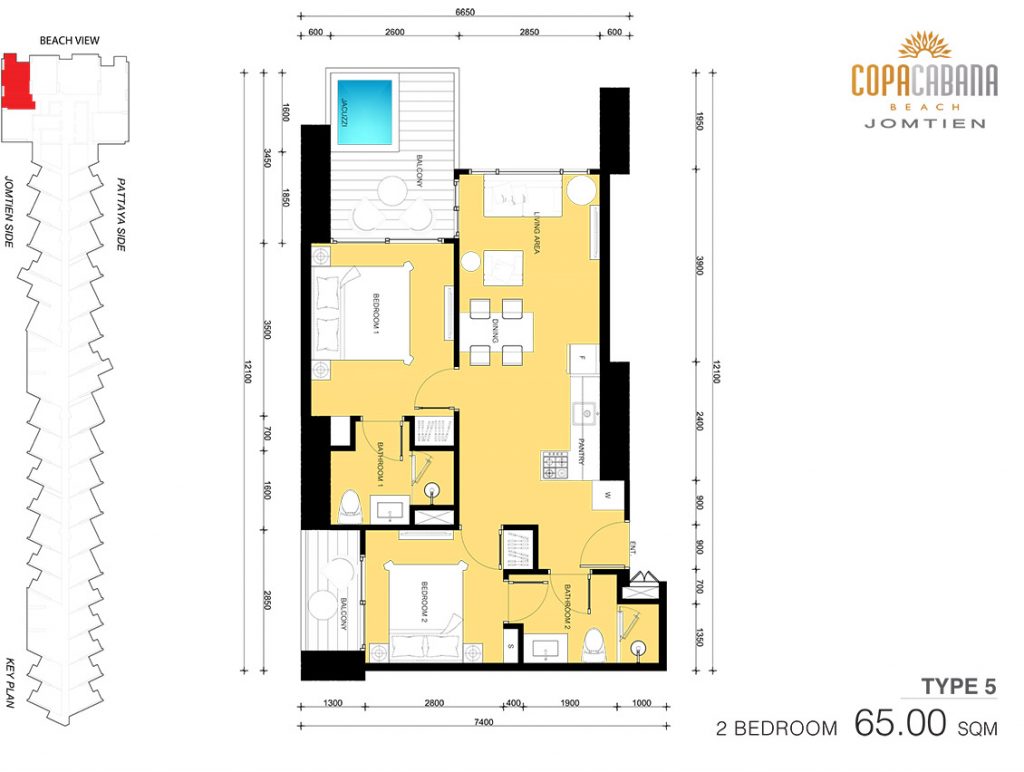 6650
600
2600
2850
600
BEACH VIEW
COPACABANA
BEACH
JOMTIEN
JOMTIEN SIDE
PATTAYA SIDE
KEY PLAN
12100
3450
1600
1850
3500
700
1600
2850
JACUZZI
BALCONY
LIVING AREA
BEDROOM 1
DINING
F
PANTRY
W
BATHROOM 1
ENT.
BEDROOM 2
BATHROOM 2
BALCONY
S
1950
3900
2400
900
900
700
1350
12100
1300
2800
400
1900
1000
7400
TYPE 5
2 BEDROOM 65.00 SQM